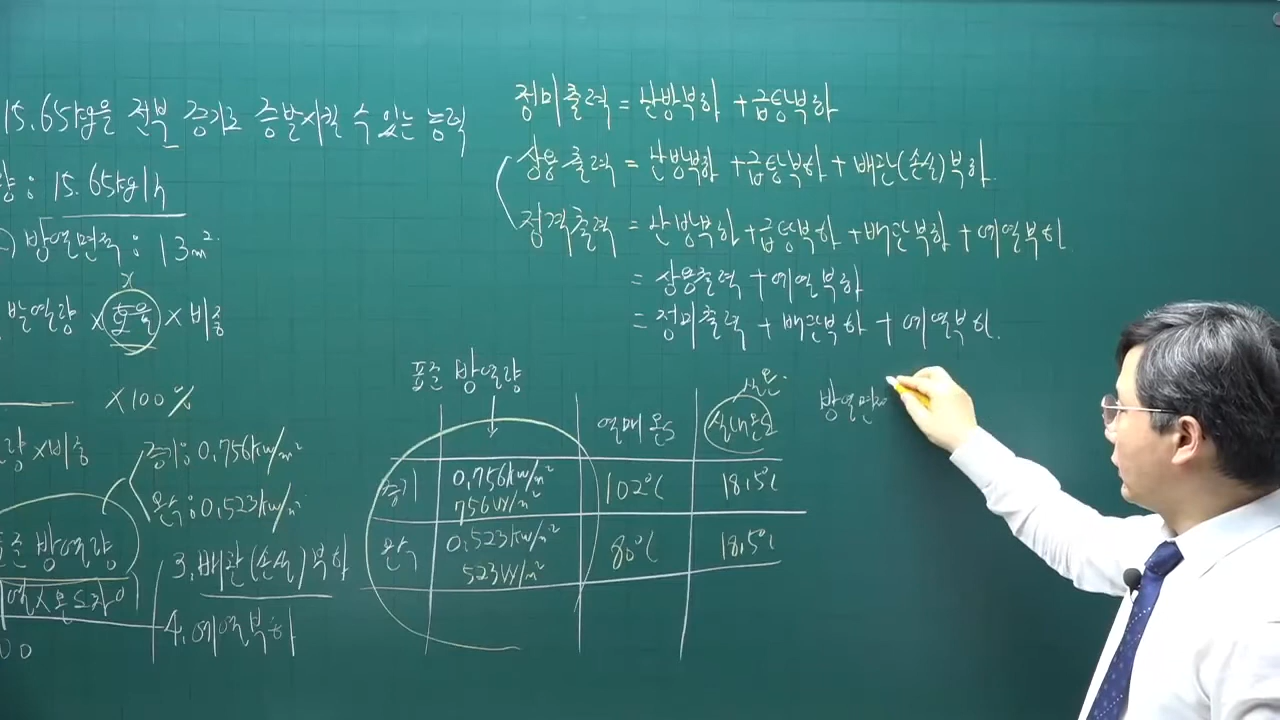 15.65kg을 전부 증기로 증발시킬 수 있는 능력
량 : 15.65kg/h
방열면적 : 13m²
x
방열량 × 효율 × 비중
×100%
량×비중
증기: 0.756kW/m²
온수: 0.523kW/m²
표준 방열량
3. 배관(손실)부하
4. 예열부하
정미출력 = 난방부하 + 급탕부하
상용출력 = 난방부하 + 급탕부하 + 배관(손실)부하
정격출력 = 난방부하 + 급탕부하 + 배관부하 + 예열부하
= 상용출력 + 예열부하
= 정미출력 + 배관부하 + 예열부하
표준 방열량
실온
열매온도
실내온도
증기
0.756kW/m²
756W/m²
102℃
18.5℃
온수
0.523kW/m²
523W/m²
80℃
18.5℃
방열면